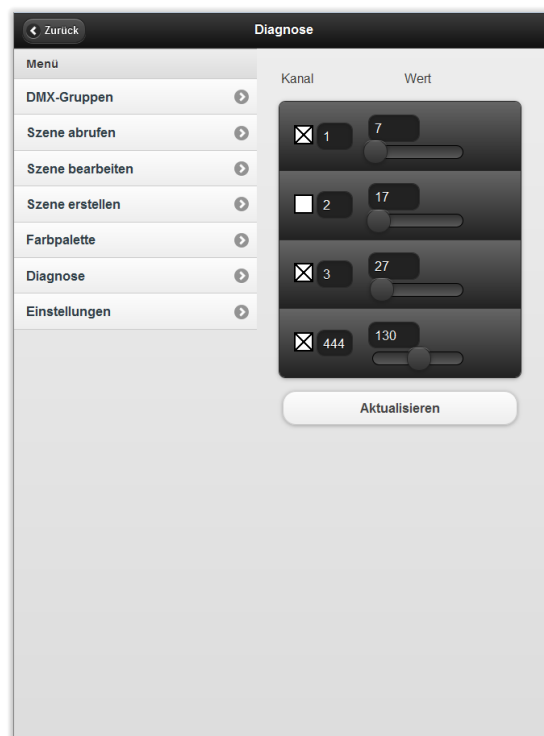 Zurück
Diagnose
Menü
DMX-Gruppen
Szene abrufen
Szene bearbeiten
Szene erstellen
Farbpalette
Diagnose
Einstellungen
Kanal Wert
1 7
2 17
3 27
444 130
Aktualisieren